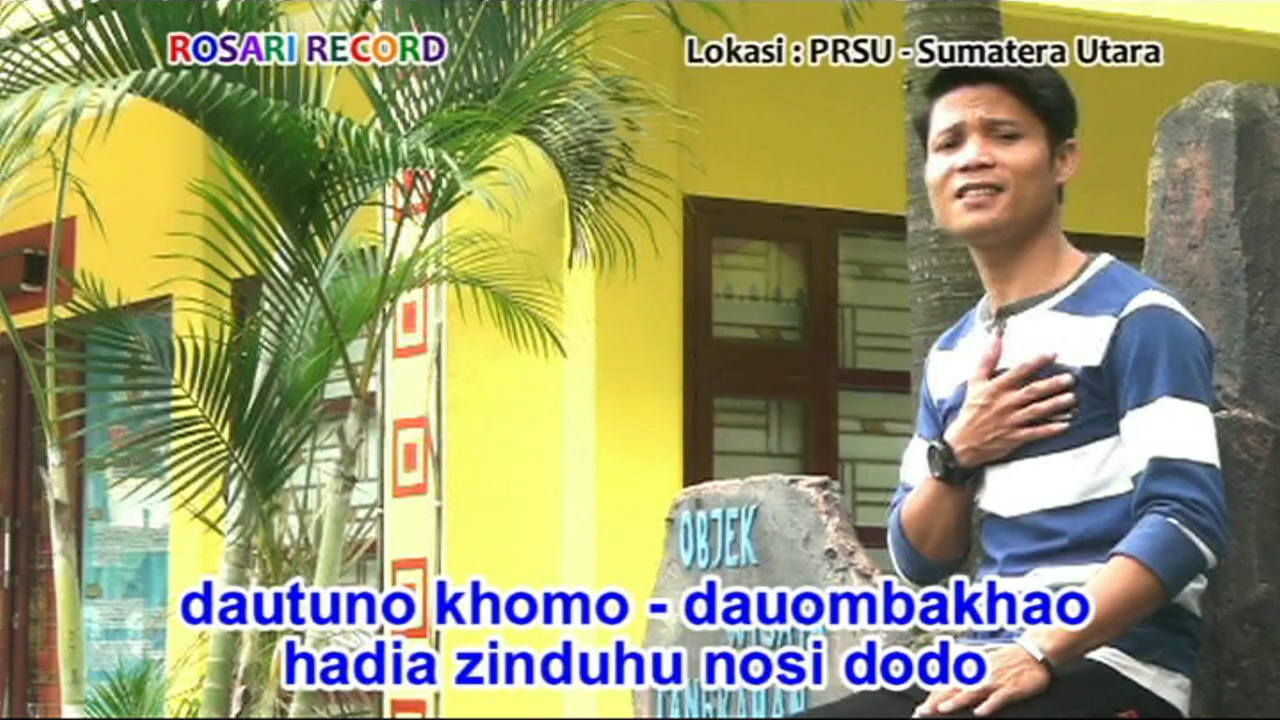 ROSARI RECORD
Lokasi : PRSU - Sumatera Utara
OBJEK
dautuno khomo - dauombakhao
hadia zinduhu nosi dodo